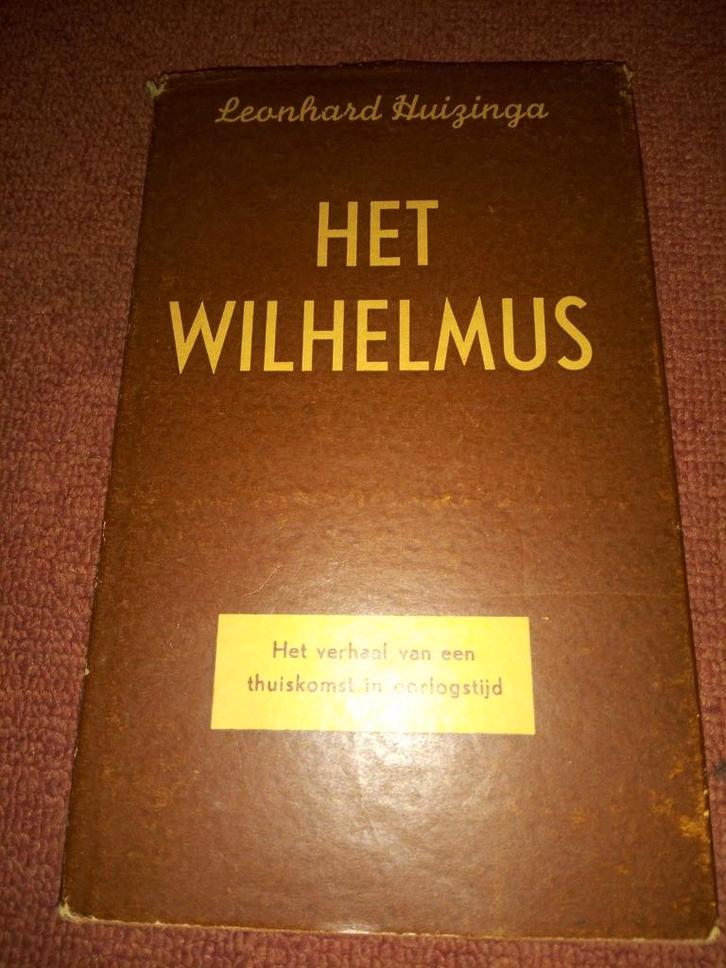 Leonhard Huizinga
HET
WILHELMUS
Het verhaal van een
thuiskomst in oorlogstijd